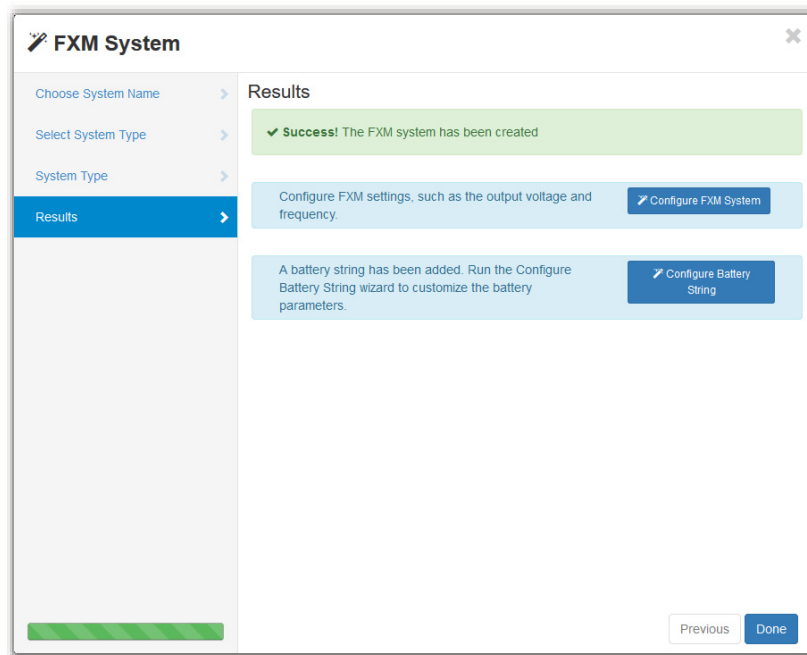 FXM System
Choose System Name
Select System Type
System Type
Results
Results
Success! The FXM system has been created
Configure FXM settings, such as the output voltage and
frequency.
Configure FXM System
A battery string has been added. Run the Configure
Battery String wizard to customize the battery
parameters.
Configure Battery
String
Previous
Done